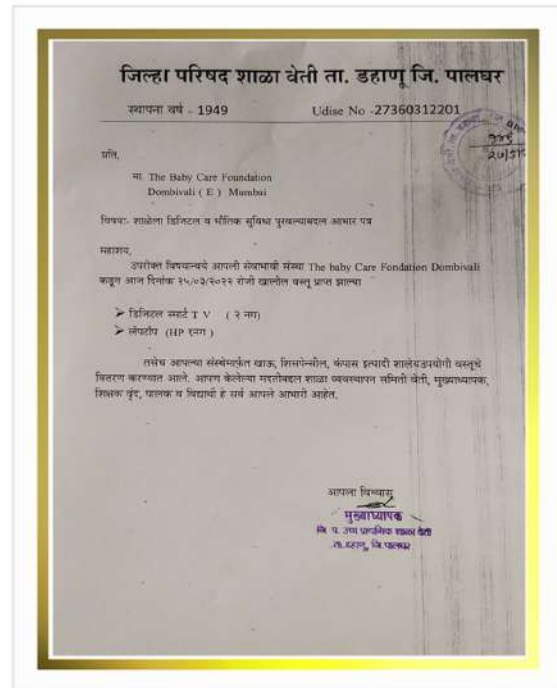 जिल्हा परिषद शाळा वेती ता. डहाणू जि. पालघर
स्थापना वर्ष - 1949 Udise No -27360312201
प्रति,
मा. The Baby Care Foundation
Dombivali ( E ) Mumbai
विषयः- शाळेला डिजिटल व भौतिक सुविधा पुरवल्याबद्दल आभार पत्र
महाशय,
उपरोक्त विषयान्वये आपली सेवाभावी संस्था The baby Care Fondation Dombivali
कडून आज दिनांक २५/०३/२०२२ रोजी खालील वस्तू प्राप्त झाल्या
➢ डिजिटल स्मार्ट T V ( २ नग)
➢ लॅपटॉप (HP १नग )
तसेच आपल्या संस्थेमार्फत खाऊ, शिसपेन्सील, कंपास इत्यादी शालेयउपयोगी वस्तूचे
वितरण करण्यात आले. आपण केलेल्या मदतीबद्दल शाळा व्यवस्थापन समिती वेती, मुख्याध्यापक,
शिक्षक वृंद, पालक व विद्यार्थी हे सर्व आपले आभारी आहेत.
आपला विश्वासू
मुख्याध्यापक
जि. प. उच्च प्राथमिक शाळा वेती
ता. डहाणू, जि. पालघर